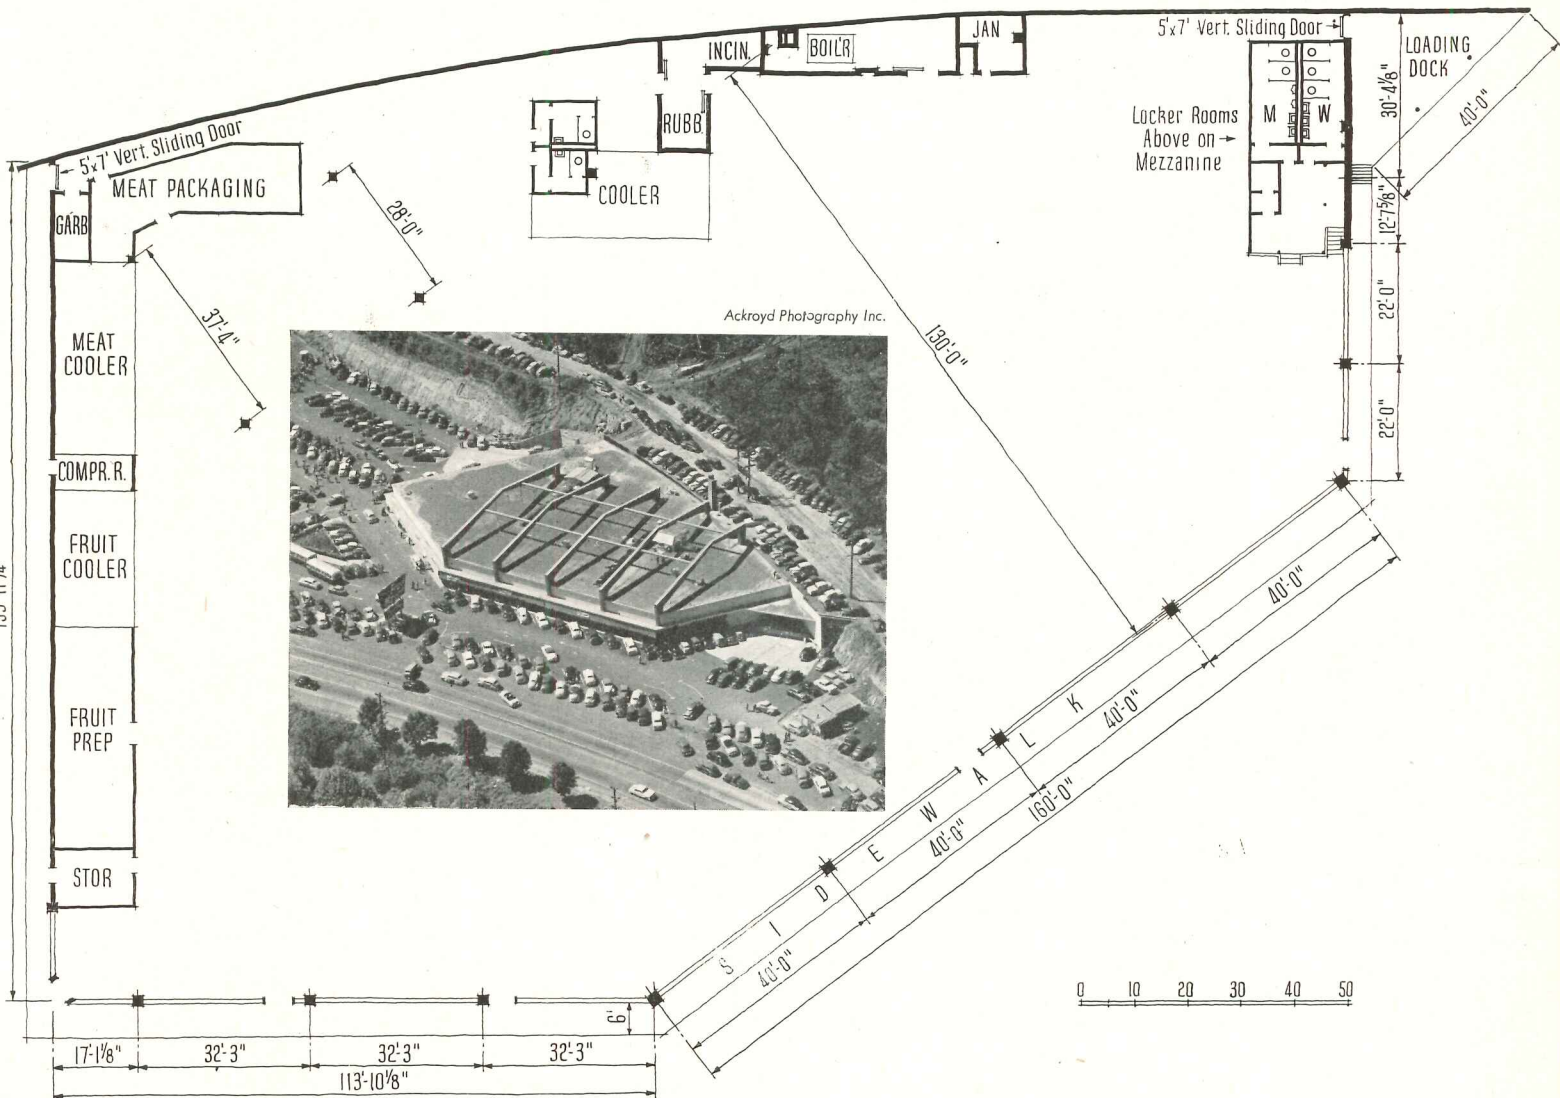 INCIN.
BOIL'R
JAN
5'x7' Vert. Sliding Door
LOADING
DOCK
30'-4⅛"
40'-0"
Locker Rooms
Above on
Mezzanine
M
W
RUBB.
5'x7' Vert. Sliding Door
MEAT PACKAGING
GARB
COOLER
28'-0"
12'-7⅝"
37'-4"
22'-0"
Ackroyd Photography Inc.
130'-0"
MEAT
COOLER
22'-0"
COMPR. R.
FRUIT
COOLER
40'-0"
FRUIT
PREP
40'-0"
160'-0"
40'-0"
SIDEWALK
STOR
40'-0"
0 10 20 30 40 50
6'
17'-1⅛"
32'-3"
32'-3"
32'-3"
113'-10⅛"